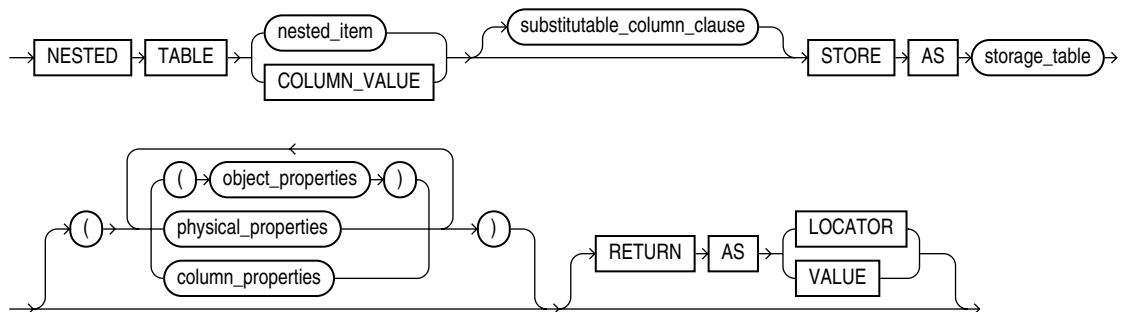 NESTED TABLE nested_item substitutable_column_clause STORE AS storage_table
COLUMN_VALUE
( ( object_properties ) ) RETURN AS LOCATOR
physical_properties
column_properties VALUE